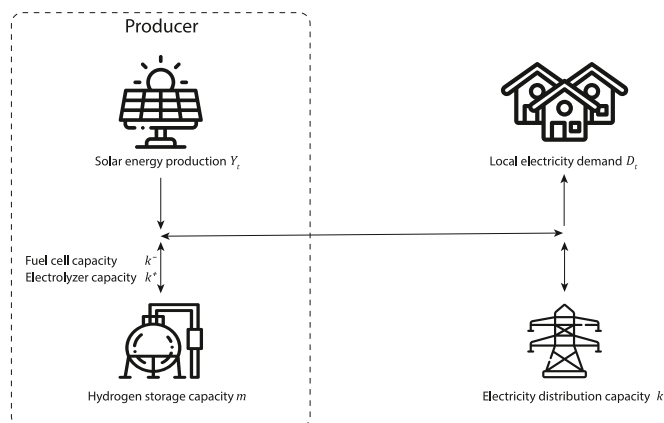 Producer
Solar energy production Yₜ
Local electricity demand Dₜ
Fuel cell capacity k⁻
Electrolyzer capacity k⁺
Hydrogen storage capacity m
Electricity distribution capacity k